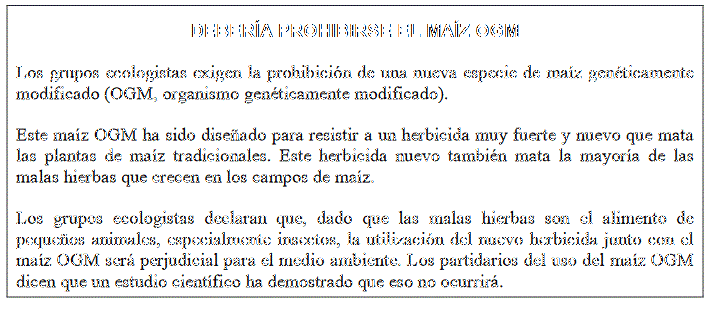 DEBERÍA PROHIBIRSE EL MAÍZ OGM
Los grupos ecologistas exigen la prohibición de una nueva especie de maíz genéticamente
modificado (OGM, organismo genéticamente modificado).
Este maíz OGM ha sido diseñado para resistir a un herbicida muy fuerte y nuevo que mata
las plantas de maíz tradicionales. Este herbicida nuevo también mata la mayoría de las
malas hierbas que crecen en los campos de maíz.
Los grupos ecologistas declaran que, dado que las malas hierbas son el alimento de
pequeños animales, especialmente insectos, la utilización del nuevo herbicida junto con el
maíz OGM será perjudicial para el medio ambiente. Los partidarios del uso del maíz OGM
dicen que un estudio científico ha demostrado que eso no ocurrirá.